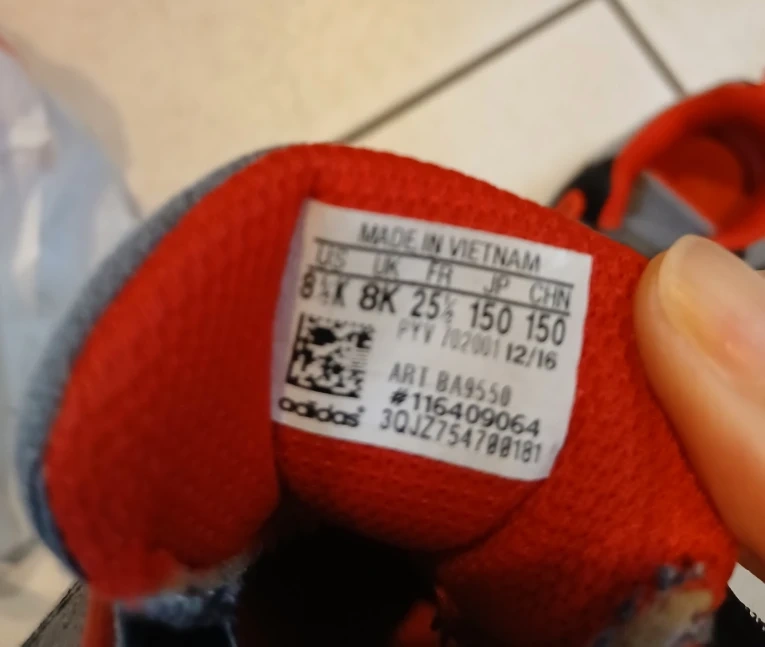 MADE IN VIETNAM
US UK FR JP CHN
8½K 8K 25½ 150 150
PYV 702001 12/16
ART BA9550
#116409064
adidas® 3QJZ754700181